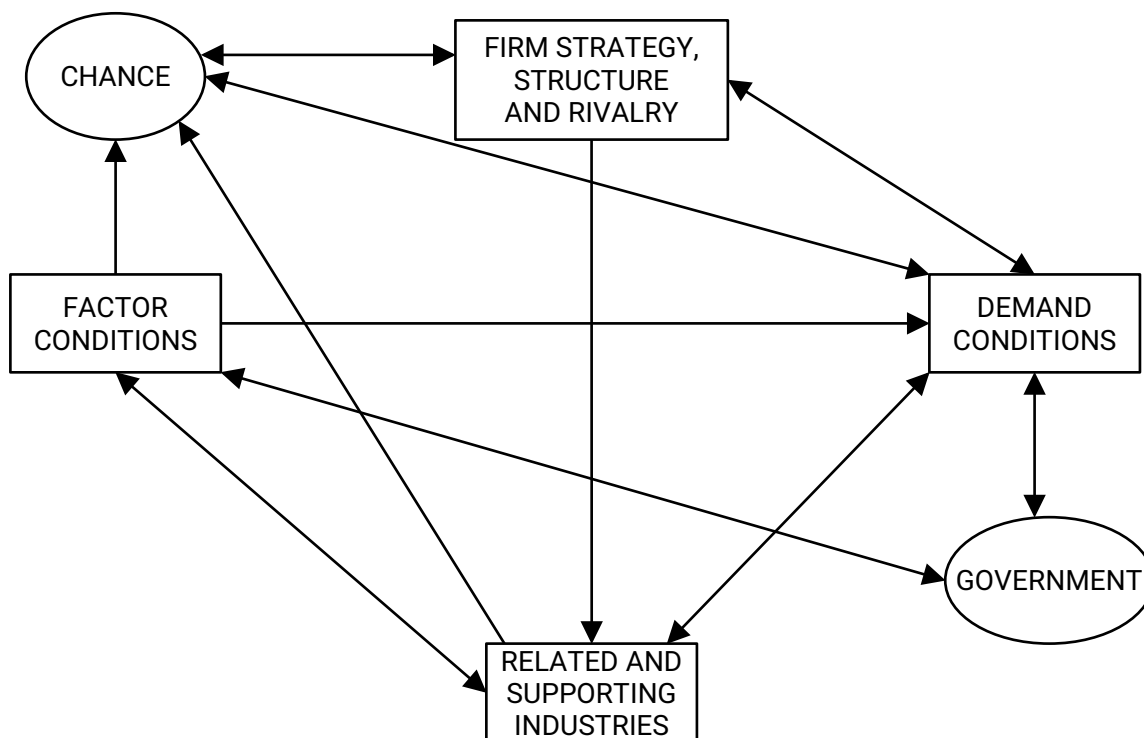 CHANCE
FIRM STRATEGY,
STRUCTURE
AND RIVALRY
FACTOR
CONDITIONS
DEMAND
CONDITIONS
GOVERNMENT
RELATED AND
SUPPORTING
INDUSTRIES